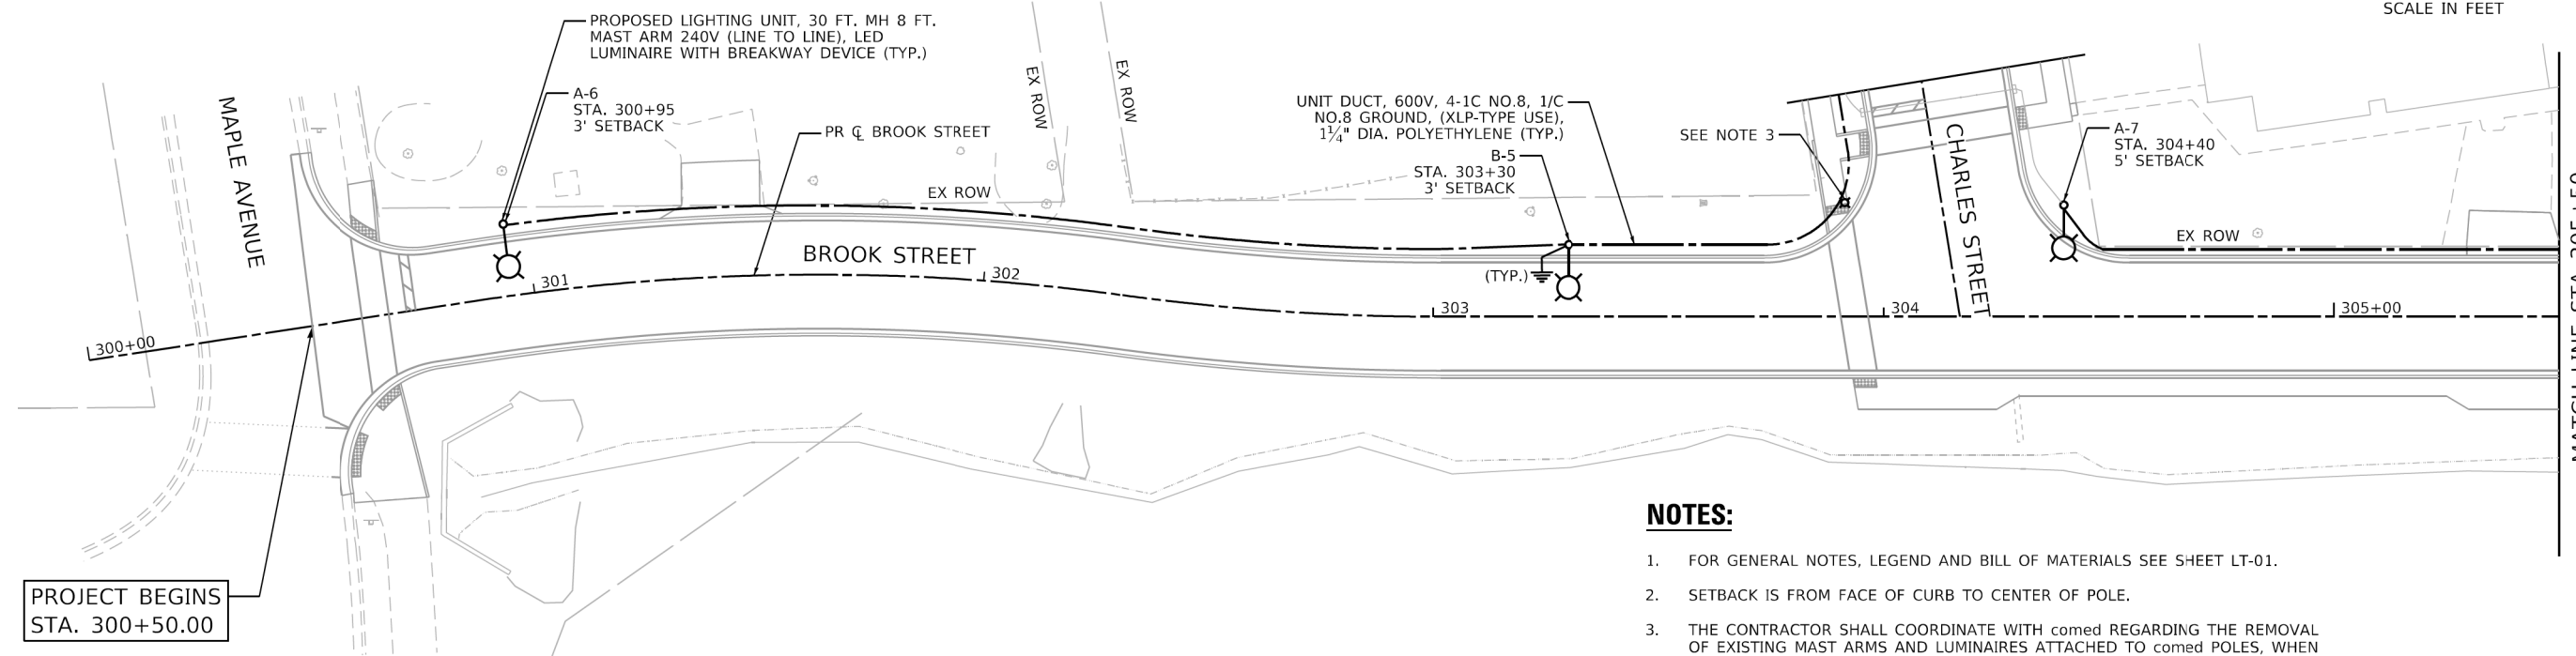 SCALE IN FEET
PROPOSED LIGHTING UNIT, 30 FT. MH 8 FT.
MAST ARM 240V (LINE TO LINE), LED
LUMINAIRE WITH BREAKWAY DEVICE (TYP.)
A-6
STA. 300+95
3' SETBACK
PR ℄ BROOK STREET
EX ROW
EX ROW
UNIT DUCT, 600V, 4-1C NO.8, 1/C
NO.8 GROUND, (XLP-TYPE USE),
1¼" DIA. POLYETHYLENE (TYP.)
B-5
STA. 303+30
3' SETBACK
SEE NOTE 3
A-7
STA. 304+40
5' SETBACK
MAPLE AVENUE
CHARLES STREET
EX ROW
EX ROW
BROOK STREET
(TYP.)
300+00
301
302
303
304
305+00
PROJECT BEGINS
STA. 300+50.00
NOTES:
1. FOR GENERAL NOTES, LEGEND AND BILL OF MATERIALS SEE SHEET LT-01.
2. SETBACK IS FROM FACE OF CURB TO CENTER OF POLE.
3. THE CONTRACTOR SHALL COORDINATE WITH comed REGARDING THE REMOVAL
OF EXISTING MAST ARMS AND LUMINAIRES ATTACHED TO comed POLES, WHEN